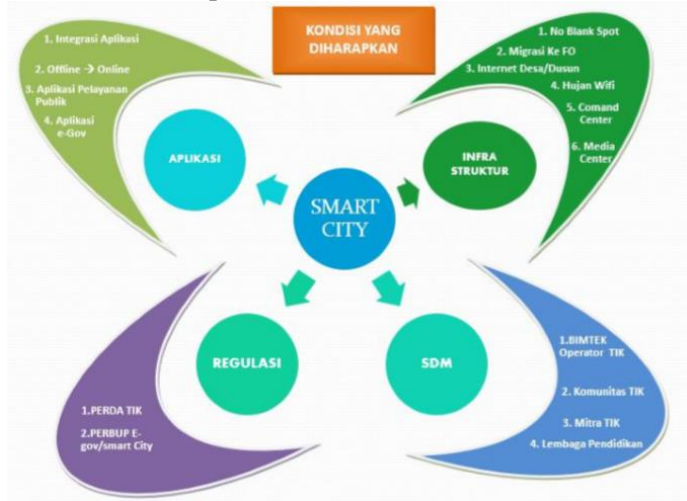 KONDISI YANG
DIHARAPKAN
1. Integrasi Aplikasi
2. Offline → Online
3. Aplikasi Pelayanan
Publik
4. Aplikasi
e-Gov
APLIKASI
1. No Blank Spot
2. Migrasi Ke FO
3. Internet Desa/Dusun
4. Hujan Wifi
5. Comand
Center
6. Media
Center
INFRA
STRUKTUR
SMART
CITY
REGULASI
1.PERDA TIK
2.PERBUP E-
gov/smart City
SDM
1.BIMTEK
Operator TIK
2. Komunitas TIK
3. Mitra TIK
4. Lembaga Pendidikan